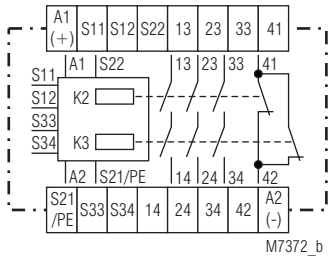 A1 (+) S11 S12 S22 13 23 33 41
A1 S22 13 23 33 41
S11
S12 K2
S33
S34 K3
A2 S21/PE 14 24 34 42
S21 /PE S33 S34 14 24 34 42 A2 (-)
M7372_b